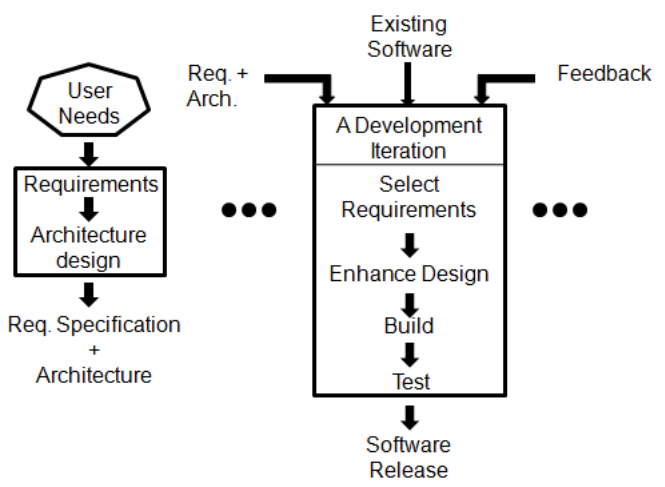 User
Needs
Requirements
Architecture
design
Req. Specification
+
Architecture
Existing
Software
Req. +
Arch.
Feedback
A Development
Iteration
Select
Requirements
Enhance Design
Build
Test
Software
Release